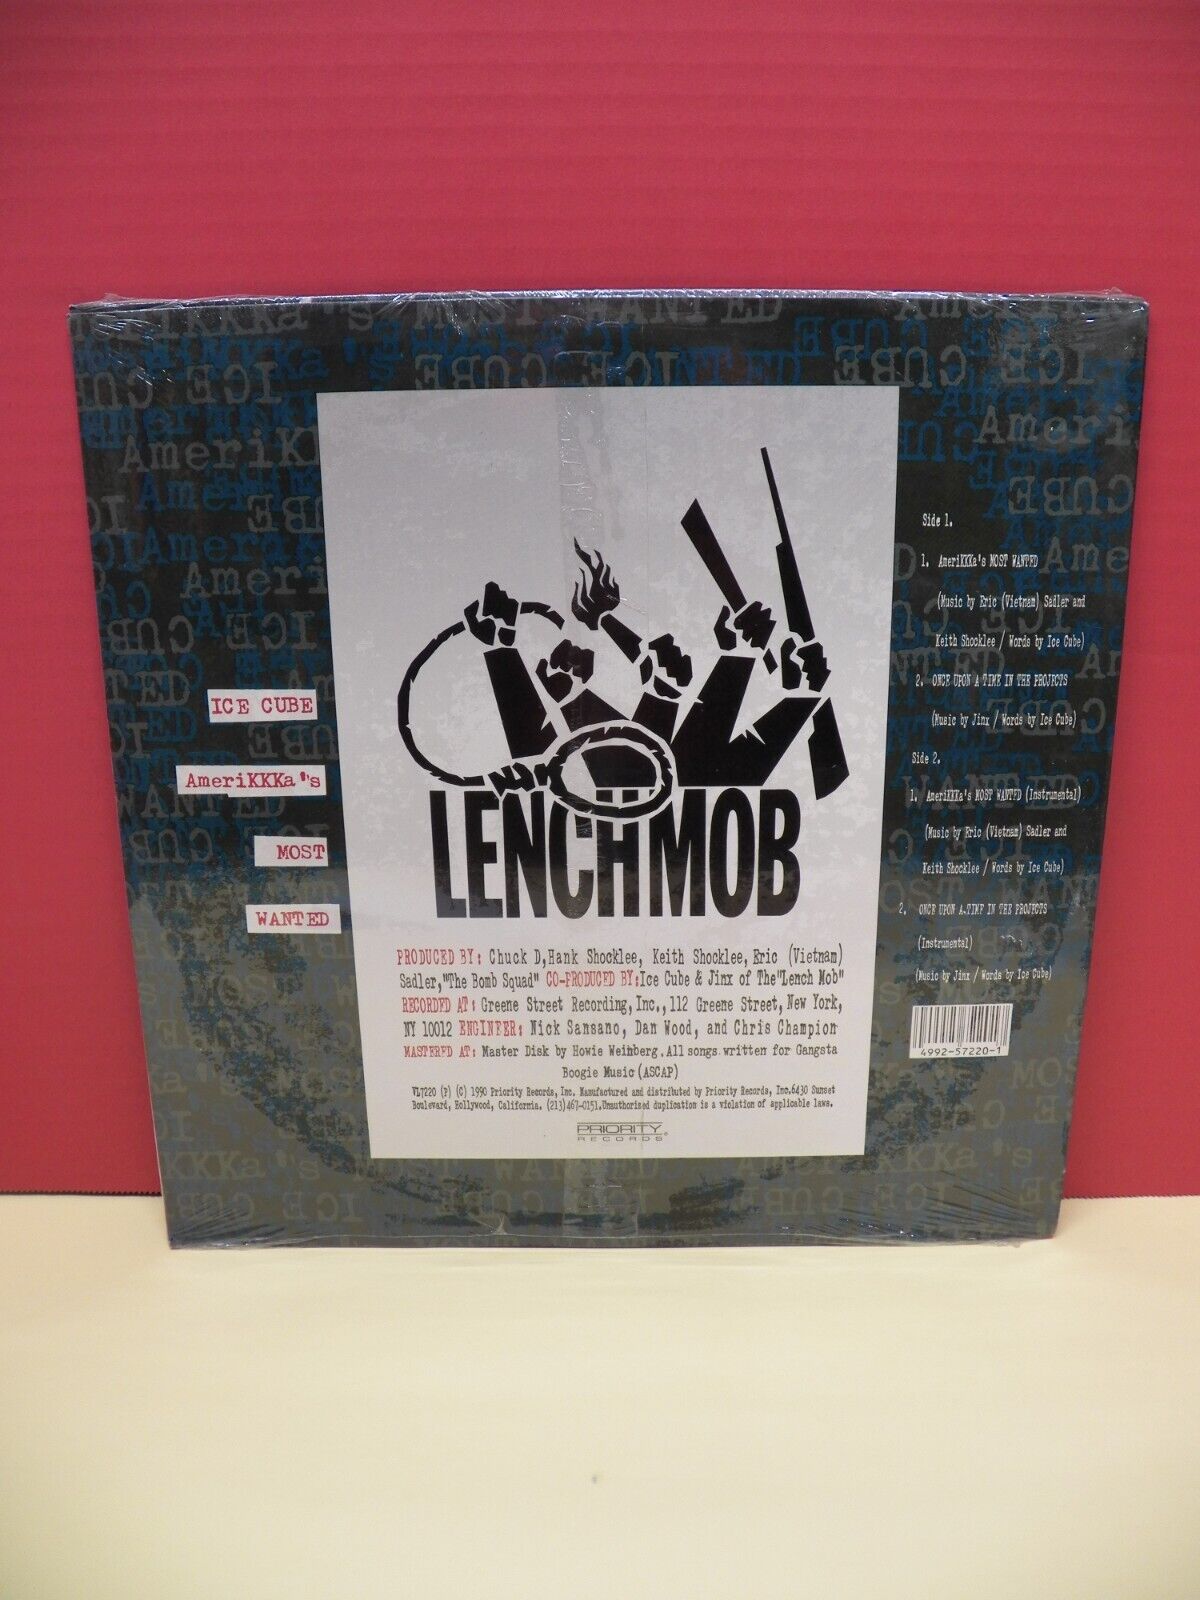 ICE CUBE
AmeriKKKa's
MOST
WANTED
LENCHMOB
PRODUCED BY: Chuck D,Hank Shocklee, Keith Shocklee, Eric (Vietnam)
Sadler,"The Bomb Squad" CO-PRODUCED BY:Ice Cube & Jinx of The"Lench Mob"
RECORDED AT: Greene Street Recording, Inc., 112 Greene Street, New York,
NY 10012 ENGINEER: Nick Sansano, Dan Wood, and Chris Champion
MASTERED AT: Master Disk by Howie Weinberg. All songs written for Gangsta
Boogie Music (ASCAP)
VL7220 (P) (C) 1990 Priority Records, Inc. Manufactured and distributed by Priority Records, Inc.6430 Sunset
Boulevard, Hollywood, California. (213)467-0151.Unauthorized duplication is a violation of applicable laws.
PRIORITY
RECORDS
Side 1.
1. AmeriKKKa's MOST WANTED
(Music by Eric (Vietnam) Sadler and
Keith Shocklee / Words by Ice Cube)
2. ONCE UPON A TIME IN THE PROJECTS
(Music by Jinx / Words by Ice Cube)
Side 2.
1. AmeriKKKa's MOST WANTED (Instrumental)
(Music by Eric (Vietnam) Sadler and
Keith Shocklee / Words by Ice Cube)
2. ONCE UPON A TIME IN THE PROJECTS
(Instrumental)
(Music by Jinx / Words by Ice Cube)
4992-57220-1